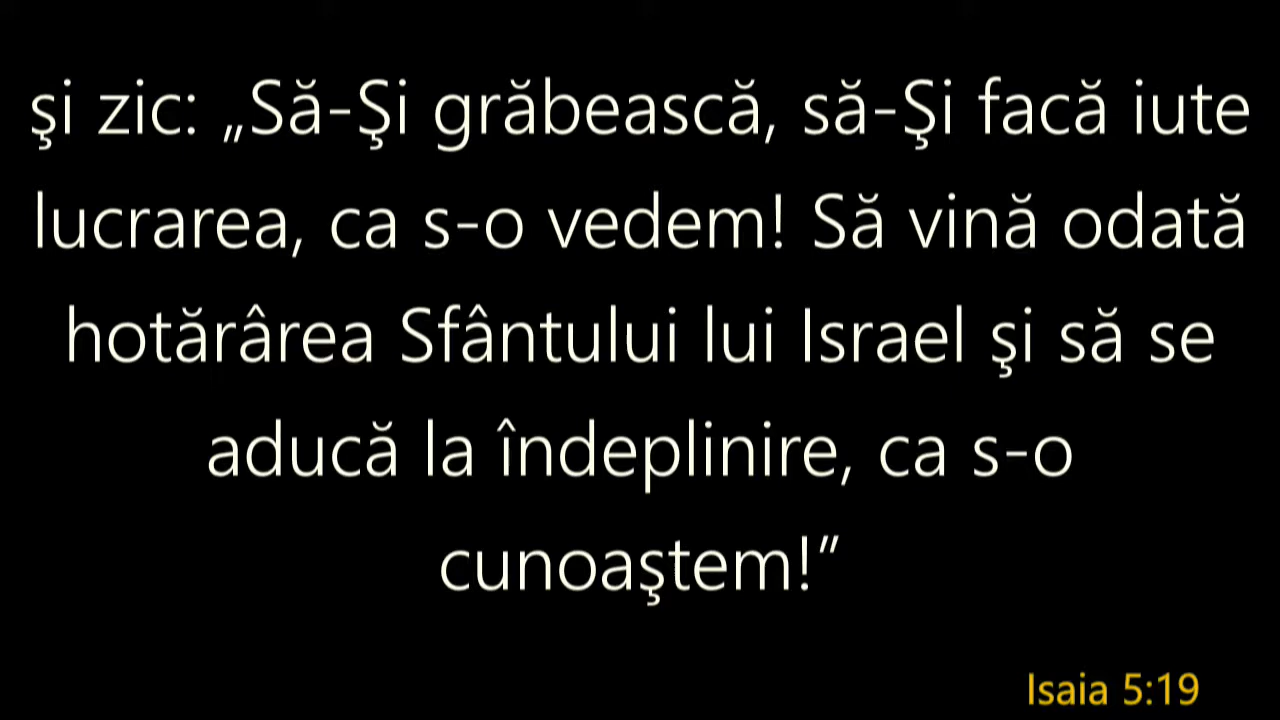 şi zic: „Să-Şi grăbească, să-Şi facă iute
lucrarea, ca s-o vedem! Să vină odată
hotărârea Sfântului lui Israel şi să se
aducă la îndeplinire, ca s-o
cunoaştem!”
Isaia 5:19